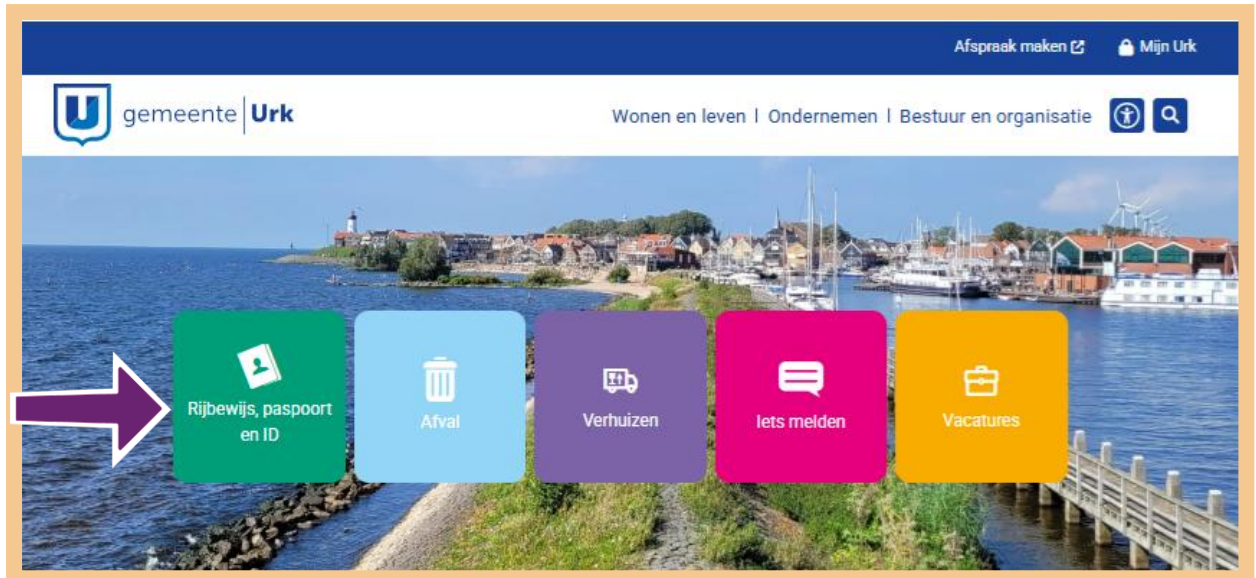 Afspraak maken Mijn Urk
U gemeente Urk
Wonen en leven | Ondernemen | Bestuur en organisatie
Rijbewijs, paspoort
en ID
Afval
Verhuizen
Iets melden
Vacatures